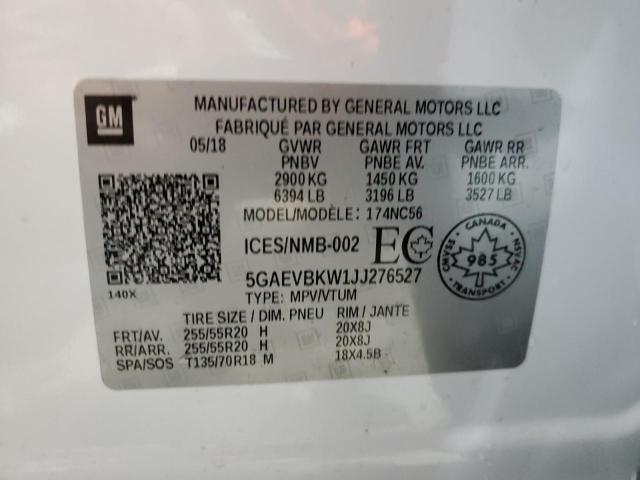 GM
MANUFACTURED BY GENERAL MOTORS LLC
FABRIQUÉ PAR GENERAL MOTORS LLC
05/18 GVWR GAWR FRT GAWR RR
PNBV PNBE AV. PNBE ARR.
2900 KG 1450 KG 1600 KG
6394 LB 3196 LB 3527 LB
MODEL/MODÈLE: 174NC56
ICES/NMB-002 EC
CANADA
985
TRANSPORT
NSVAC
NSVAC
5GAEVBKW1JJ276527
140X
TYPE: MPV/VTUM
TIRE SIZE / DIM. PNEU RIM / JANTE
FRT/AV. 255/55R20 H 20X8J
RR/ARR. 255/55R20 H 20X8J
SPA/SOS T135/70R18 M 18X4.5B